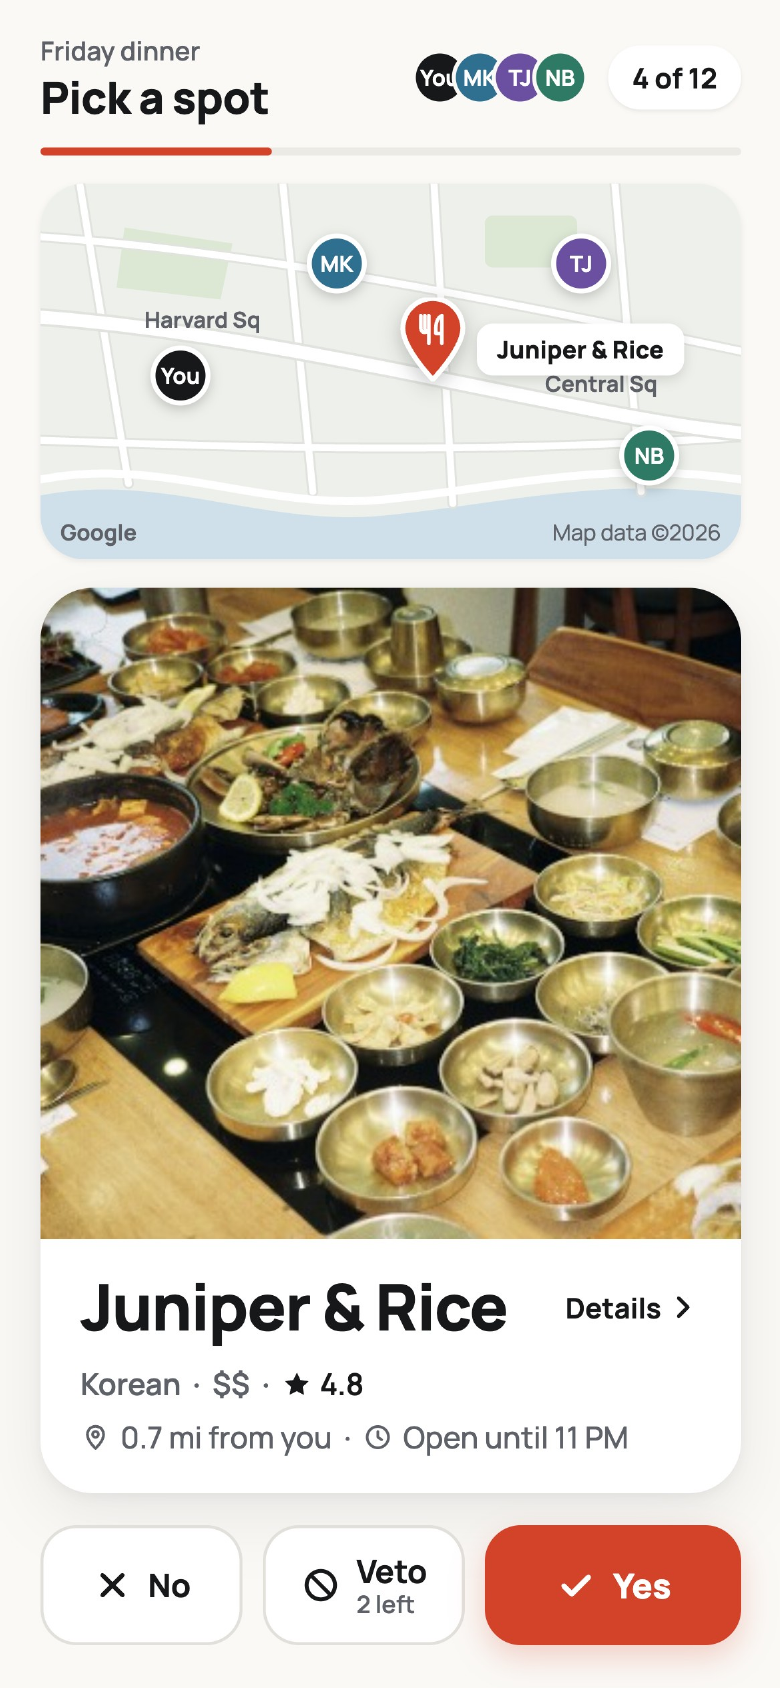 Friday dinner
Pick a spot
You MK TJ NB
4 of 12
MK
TJ
Harvard Sq
Juniper & Rice
You
Central Sq
NB
Google
Map data ©2026
Juniper & Rice
Details
Korean · $$ · ★ 4.8
0.7 mi from you · Open until 11 PM
No
Veto
2 left
Yes